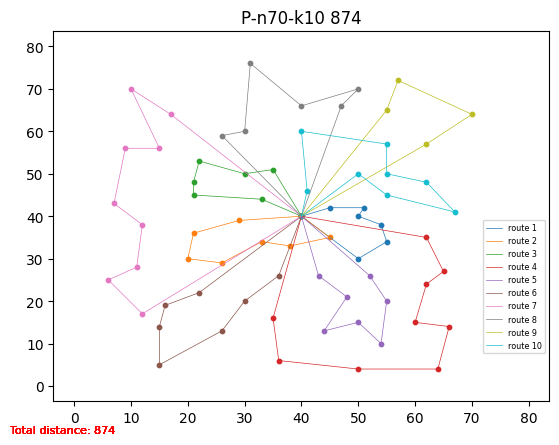 P-n70-k10 874
80
70
60
50
40
30
20
10
0
0 10 20 30 40 50 60 70 80
route 1
route 2
route 3
route 4
route 5
route 6
route 7
route 8
route 9
route 10
Total distance: 874